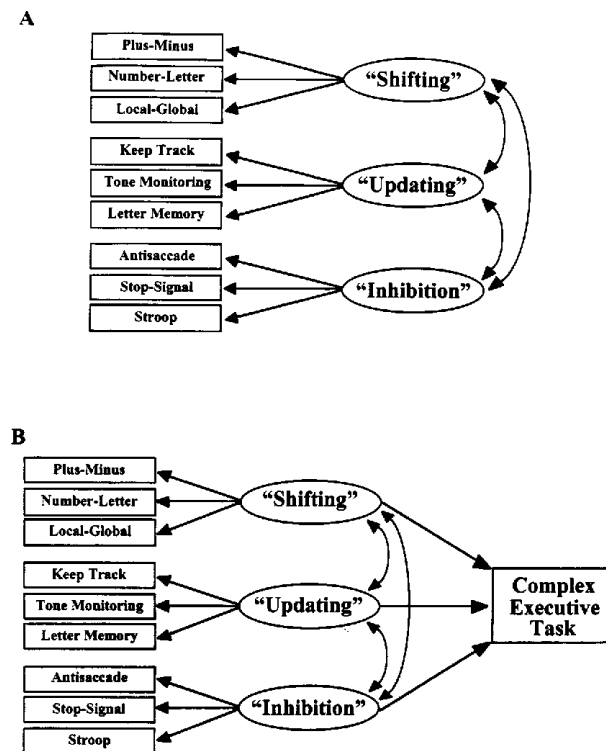 A
Plus-Minus
Number-Letter
Local-Global
“Shifting”
Keep Track
Tone Monitoring
Letter Memory
“Updating”
Antisaccade
Stop-Signal
Stroop
“Inhibition”
B
Plus-Minus
Number-Letter
Local-Global
“Shifting”
Keep Track
Tone Monitoring
Letter Memory
“Updating”
Complex
Executive
Task
Antisaccade
Stop-Signal
Stroop
“Inhibition”